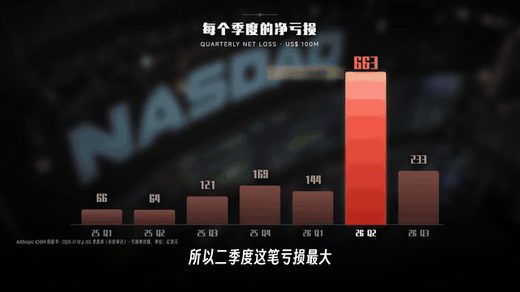 每个季度的净亏损
QUARTERLY NET LOSS · US$ 100M
NASDAQ
663
233
169
144
121
66
64
25 Q1
25 Q2
25 Q3
25 Q4
26 Q1
26 Q2
26 Q3
所以二季度这笔亏损最大